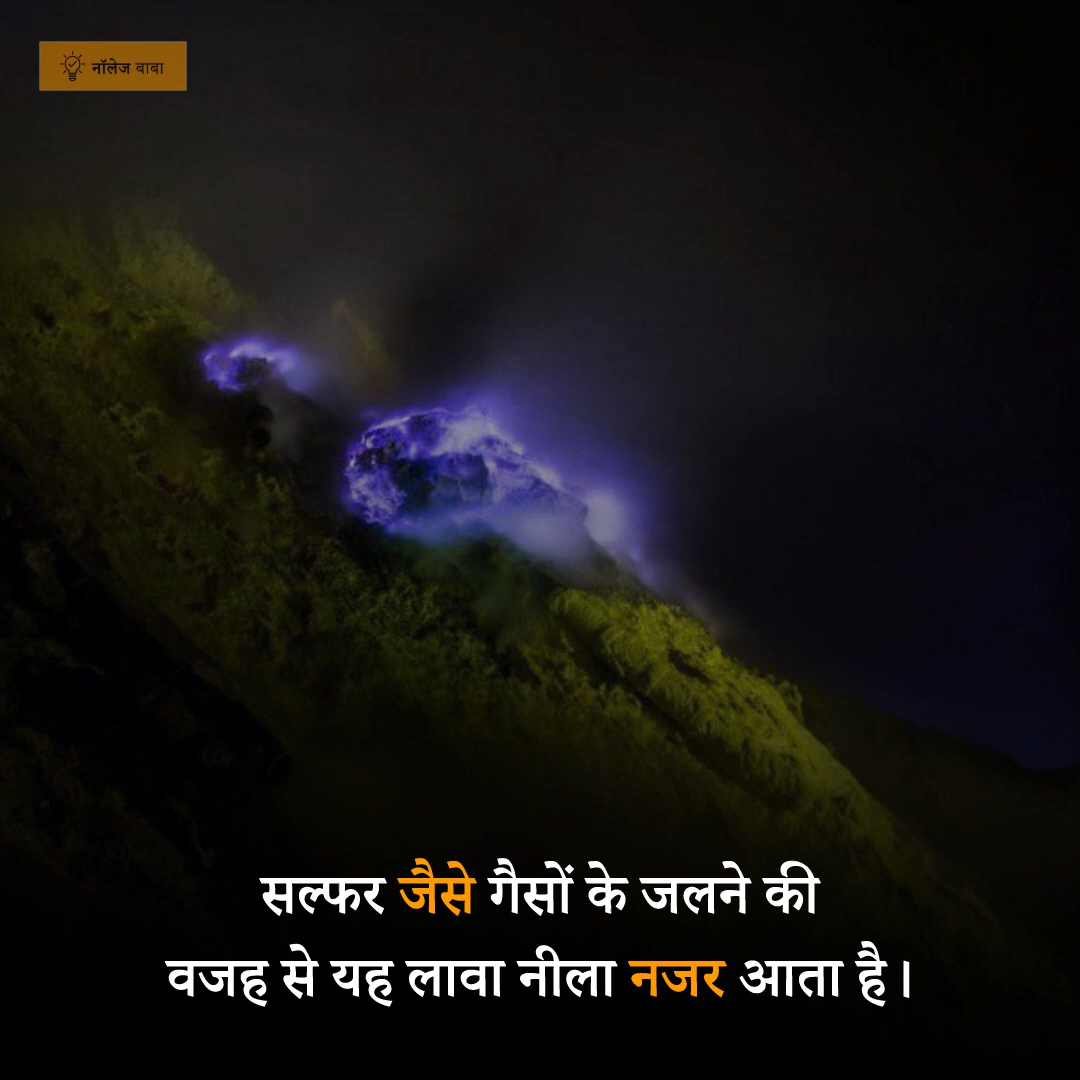 नॉलेज बाबा
सल्फर जैसे गैसों के जलने की
वजह से यह लावा नीला नजर आता है।